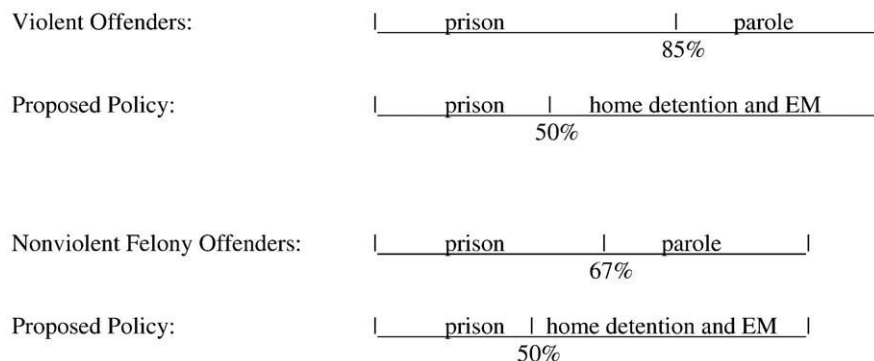 Violent Offenders: | prison | parole
85%
Proposed Policy: | prison | home detention and EM
50%
Nonviolent Felony Offenders: | prison | parole |
67%
Proposed Policy: | prison | home detention and EM |
50%